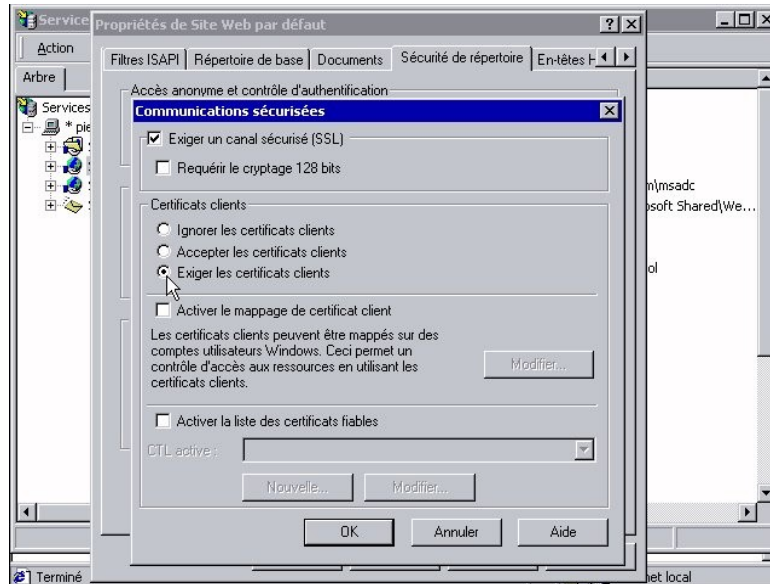 Service
Propriétés de Site Web par défaut
Action
Filtres ISAPI
Répertoire de base
Documents
Sécurité de répertoire
En-têtes H
Arbre
Accès anonyme et contrôle d'authentification
Services
Communications sécurisées
* pie
Exiger un canal sécurisé (SSL)
Requérir le cryptage 128 bits
m\msadc
Certificats clients
osoft Shared\We...
Ignorer les certificats clients
Accepter les certificats clients
Exiger les certificats clients
ol
Activer le mappage de certificat client
Les certificats clients peuvent être mappés sur des
comptes utilisateurs Windows. Ceci permet un
contrôle d'accès aux ressources en utilisant les
certificats clients.
Modifier...
Activer la liste des certificats fiables
CTL active :
Nouvelle...
Modifier...
OK
Annuler
Aide
Terminé
net local